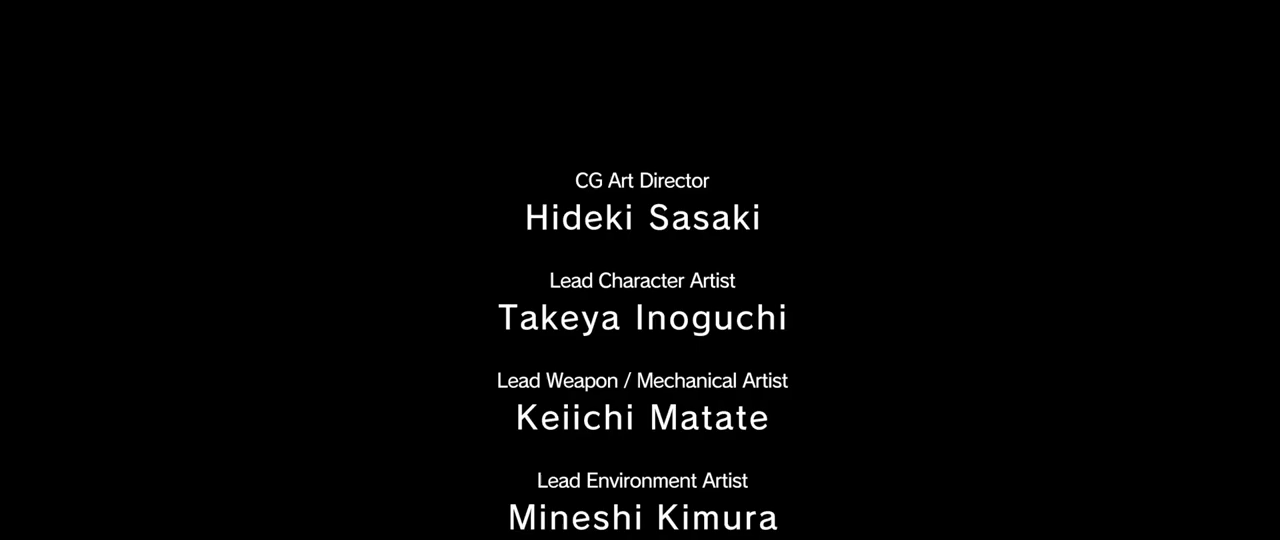 CG Art Director
Hideki Sasaki
Lead Character Artist
Takeya Inoguchi
Lead Weapon / Mechanical Artist
Keiichi Matate
Lead Environment Artist
Mineshi Kimura